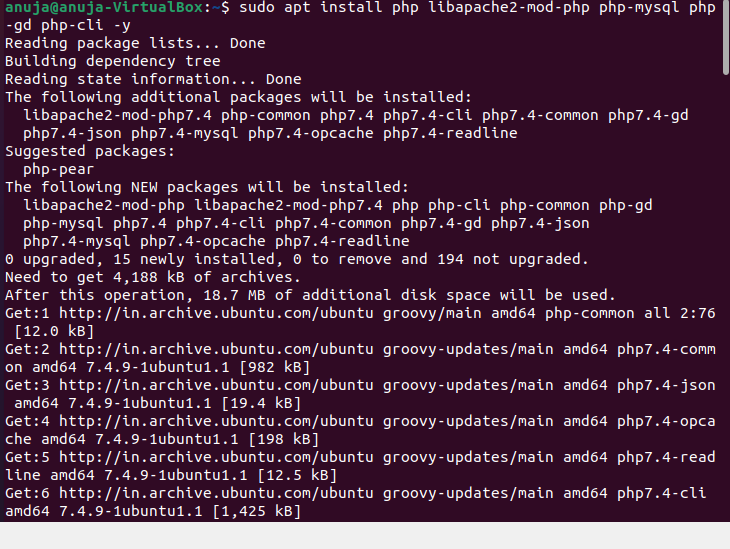 anuja@anuja-VirtualBox:~$ sudo apt install php libapache2-mod-php php-mysql php
-gd php-cli -y
Reading package lists... Done
Building dependency tree
Reading state information... Done
The following additional packages will be installed:
  libapache2-mod-php7.4 php-common php7.4 php7.4-cli php7.4-common php7.4-gd
  php7.4-json php7.4-mysql php7.4-opcache php7.4-readline
Suggested packages:
  php-pear
The following NEW packages will be installed:
  libapache2-mod-php libapache2-mod-php7.4 php php-cli php-common php-gd
  php-mysql php7.4 php7.4-cli php7.4-common php7.4-gd php7.4-json
  php7.4-mysql php7.4-opcache php7.4-readline
0 upgraded, 15 newly installed, 0 to remove and 194 not upgraded.
Need to get 4,188 kB of archives.
After this operation, 18.7 MB of additional disk space will be used.
Get:1 http://in.archive.ubuntu.com/ubuntu groovy/main amd64 php-common all 2:76
 [12.0 kB]
Get:2 http://in.archive.ubuntu.com/ubuntu groovy-updates/main amd64 php7.4-comm
on amd64 7.4.9-1ubuntu1.1 [982 kB]
Get:3 http://in.archive.ubuntu.com/ubuntu groovy-updates/main amd64 php7.4-json
 amd64 7.4.9-1ubuntu1.1 [19.4 kB]
Get:4 http://in.archive.ubuntu.com/ubuntu groovy-updates/main amd64 php7.4-opca
che amd64 7.4.9-1ubuntu1.1 [198 kB]
Get:5 http://in.archive.ubuntu.com/ubuntu groovy-updates/main amd64 php7.4-read
line amd64 7.4.9-1ubuntu1.1 [12.5 kB]
Get:6 http://in.archive.ubuntu.com/ubuntu groovy-updates/main amd64 php7.4-cli
amd64 7.4.9-1ubuntu1.1 [1,425 kB]